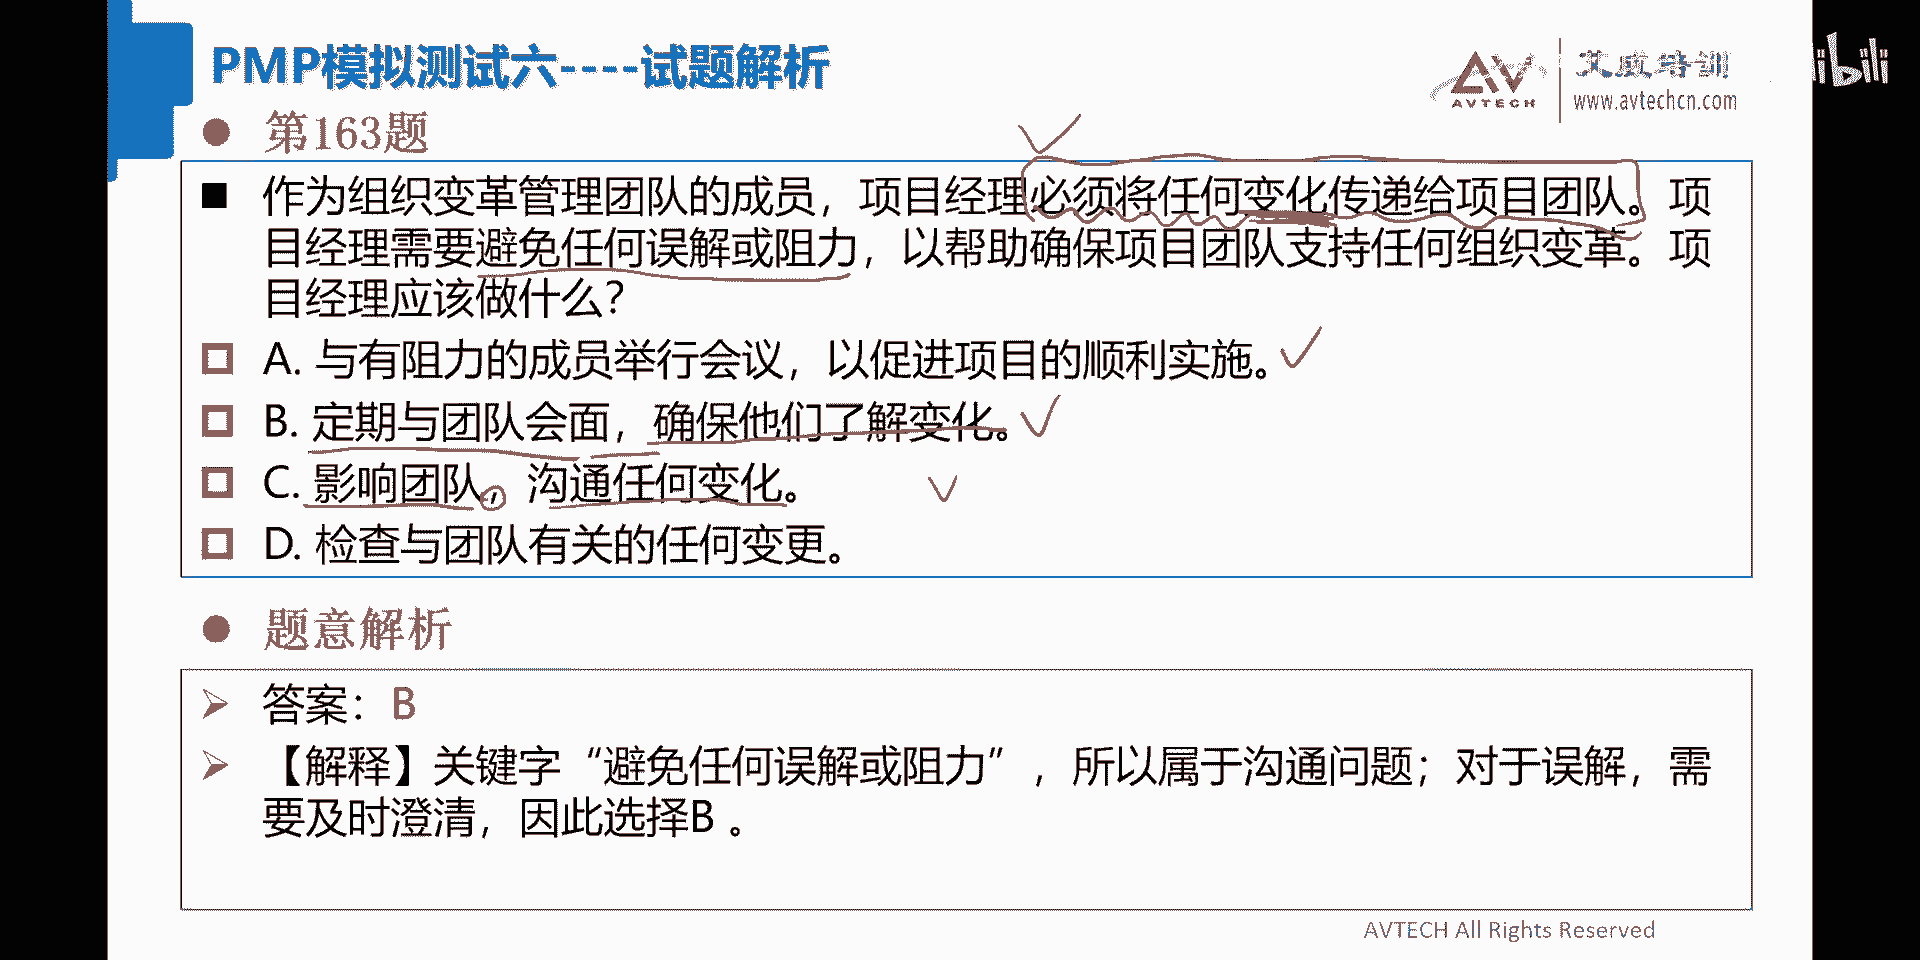 PMP模拟测试六----试题解析
AVTECH
艾威培训
www.avtechcn.com
第163题
作为组织变革管理团队的成员，项目经理必须将任何变化传递给项目团队。项
目经理需要避免任何误解或阻力，以帮助确保项目团队支持任何组织变革。项
目经理应该做什么？
A. 与有阻力的成员举行会议，以促进项目的顺利实施。
B. 定期与团队会面，确保他们了解变化。
C. 影响团队，沟通任何变化。
D. 检查与团队有关的任何变更。
题意解析
答案：B
【解释】关键字“避免任何误解或阻力”，所以属于沟通问题；对于误解，需
要及时澄清，因此选择B 。
AVTECH All Rights Reserved